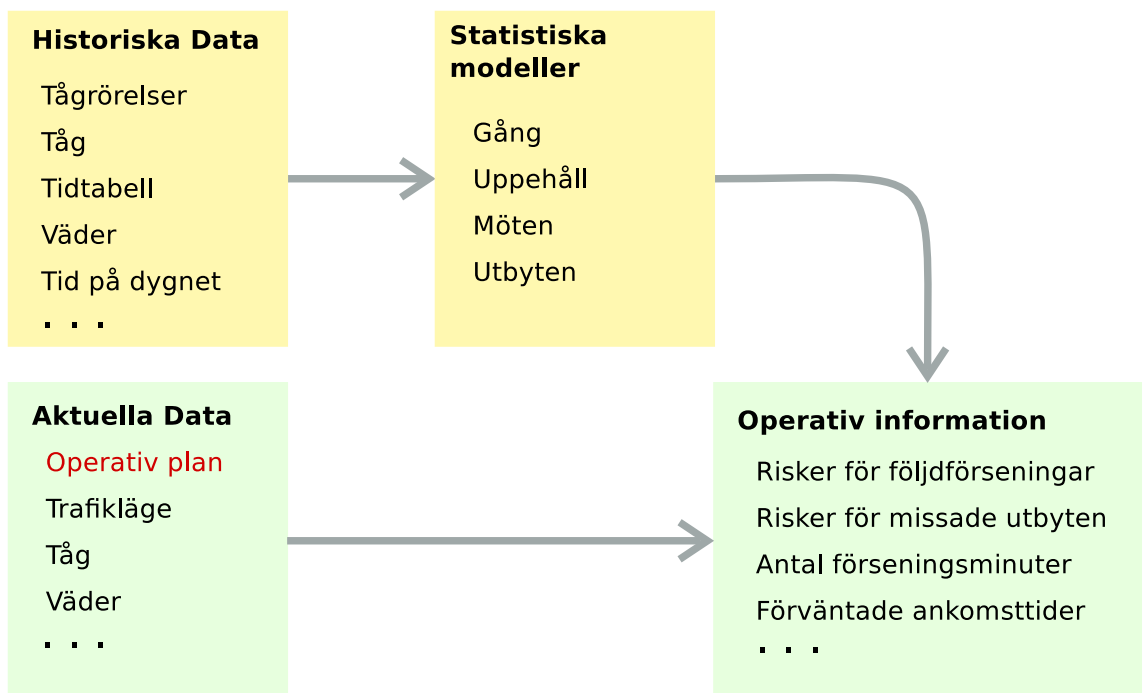 Historiska Data
Tågrörelser
Tåg
Tidtabell
Väder
Tid på dygnet
. . .
Statistiska
modeller
Gång
Uppehåll
Möten
Utbyten
Aktuella Data
Operativ plan
Trafikläge
Tåg
Väder
. . .
Operativ information
Risker för följdförseningar
Risker för missade utbyten
Antal förseningsminuter
Förväntade ankomsttider
. . .